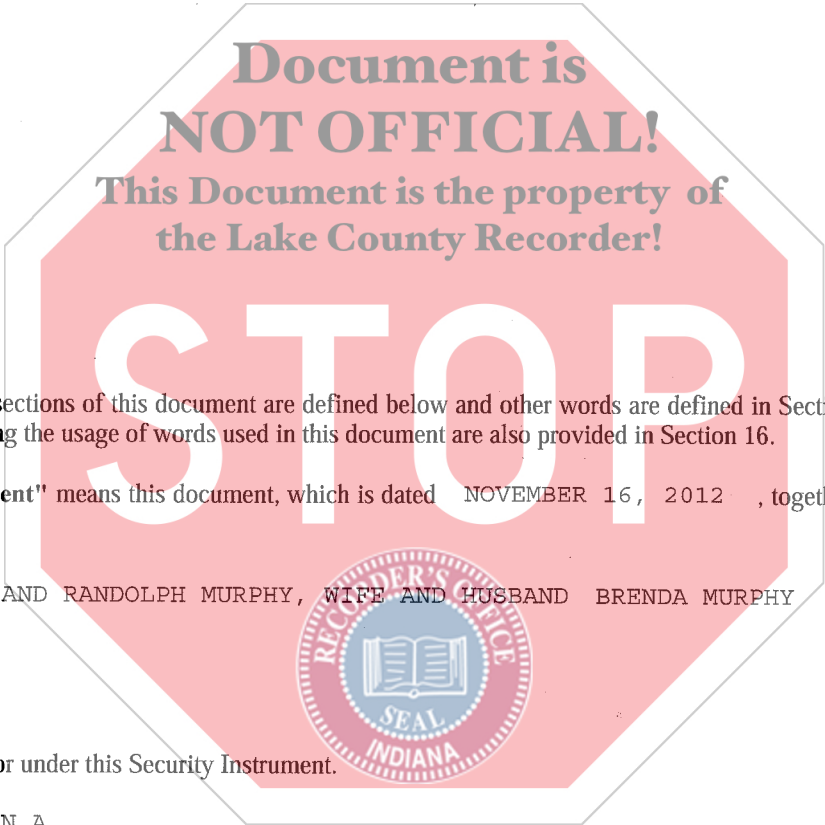 Document is
NOT OFFICIAL!
This Document is the property of
the Lake County Recorder!
STOP
sections of this document are defined below and other words are defined in Sect
ng the usage of words used in this document are also provided in Section 16.
ent" means this document, which is dated NOVEMBER 16, 2012 , togeth
AND RANDOLPH MURPHY, WIFE AND HUSBAND BRENDA MURPHY
RECORDER'S OFFICE
SEAL
INDIANA
or under this Security Instrument.
N.A.